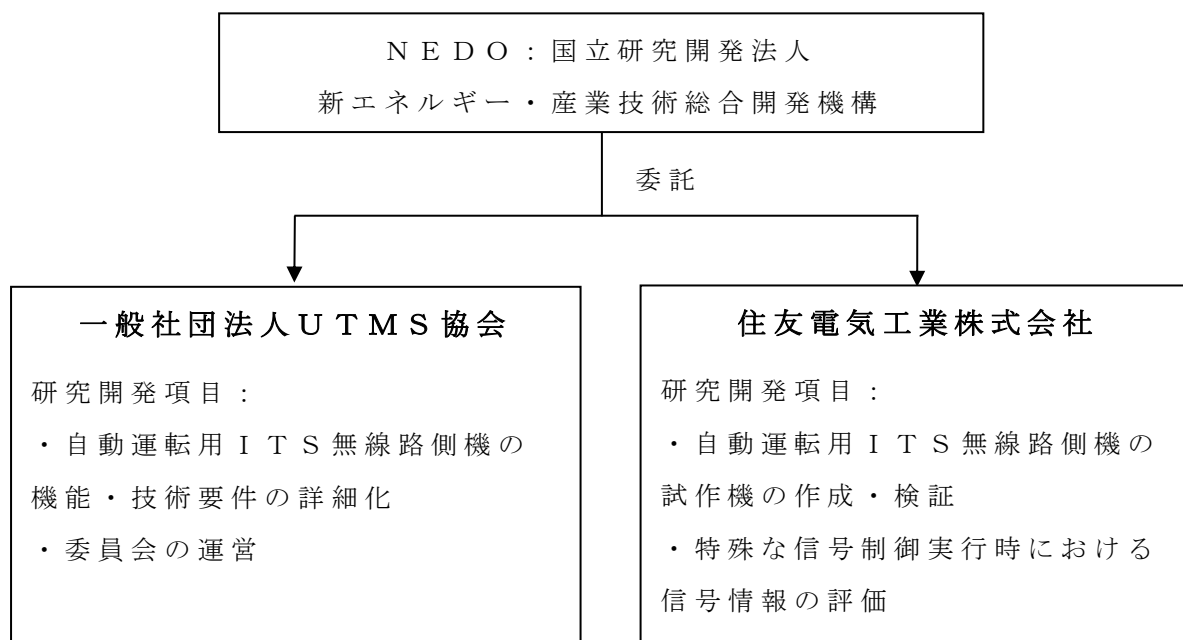 NEDO：国立研究開発法人
新エネルギー・産業技術総合開発機構
委託
一般社団法人UTMS協会
研究開発項目：
・自動運転用ITS無線路側機の
機能・技術要件の詳細化
・委員会の運営
住友電気工業株式会社
研究開発項目：
・自動運転用ITS無線路側機の
試作機の作成・検証
・特殊な信号制御実行時における
信号情報の評価